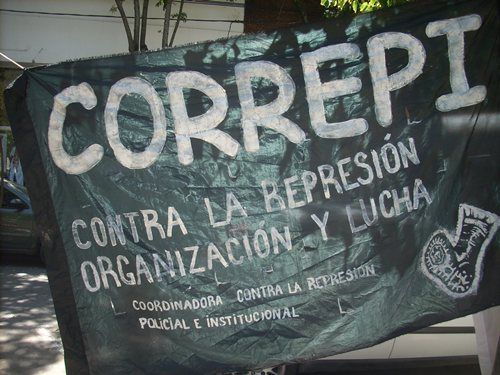 CORREPI
CONTRA LA REPRESIÓN
ORGANIZACIÓN Y LUCHA
COORDINADORA CONTRA LA REPRESIÓN
POLICIAL E INSTITUCIONAL